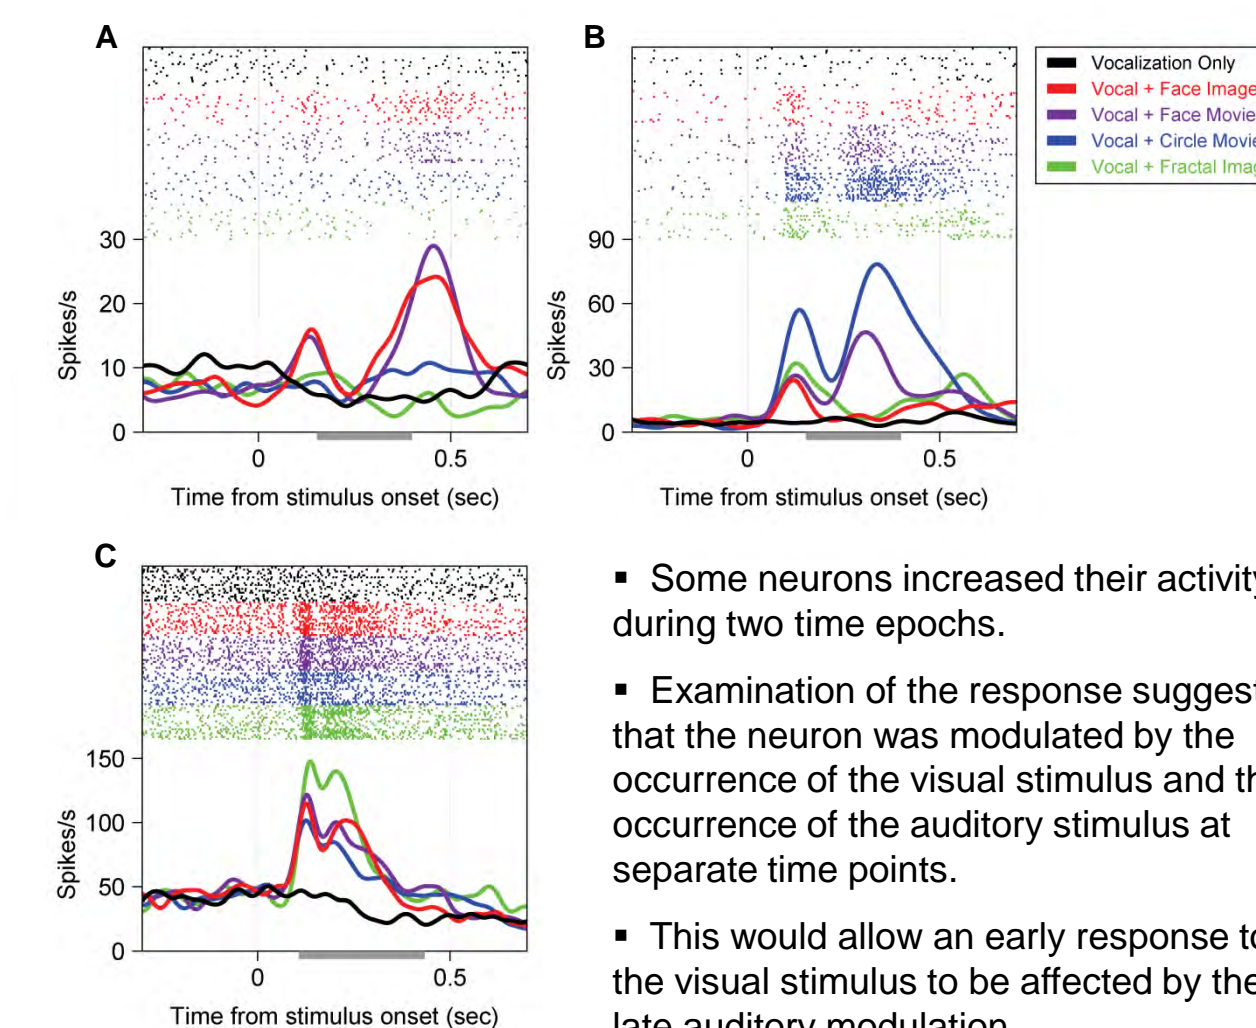 A
B
Vocalization Only
Vocal + Face Image
Vocal + Face Movie
Vocal + Circle Movie
Vocal + Fractal Imag
30
20
10
0
Spikes/s
0
0.5
Time from stimulus onset (sec)
90
60
30
0
Spikes/s
0
0.5
Time from stimulus onset (sec)
C
150
100
50
0
Spikes/s
0
0.5
Time from stimulus onset (sec)
▪ Some neurons increased their activity
during two time epochs.
▪ Examination of the response suggest
that the neuron was modulated by the
occurrence of the visual stimulus and th
occurrence of the auditory stimulus at
separate time points.
▪ This would allow an early response to
the visual stimulus to be affected by the
late auditory modulation